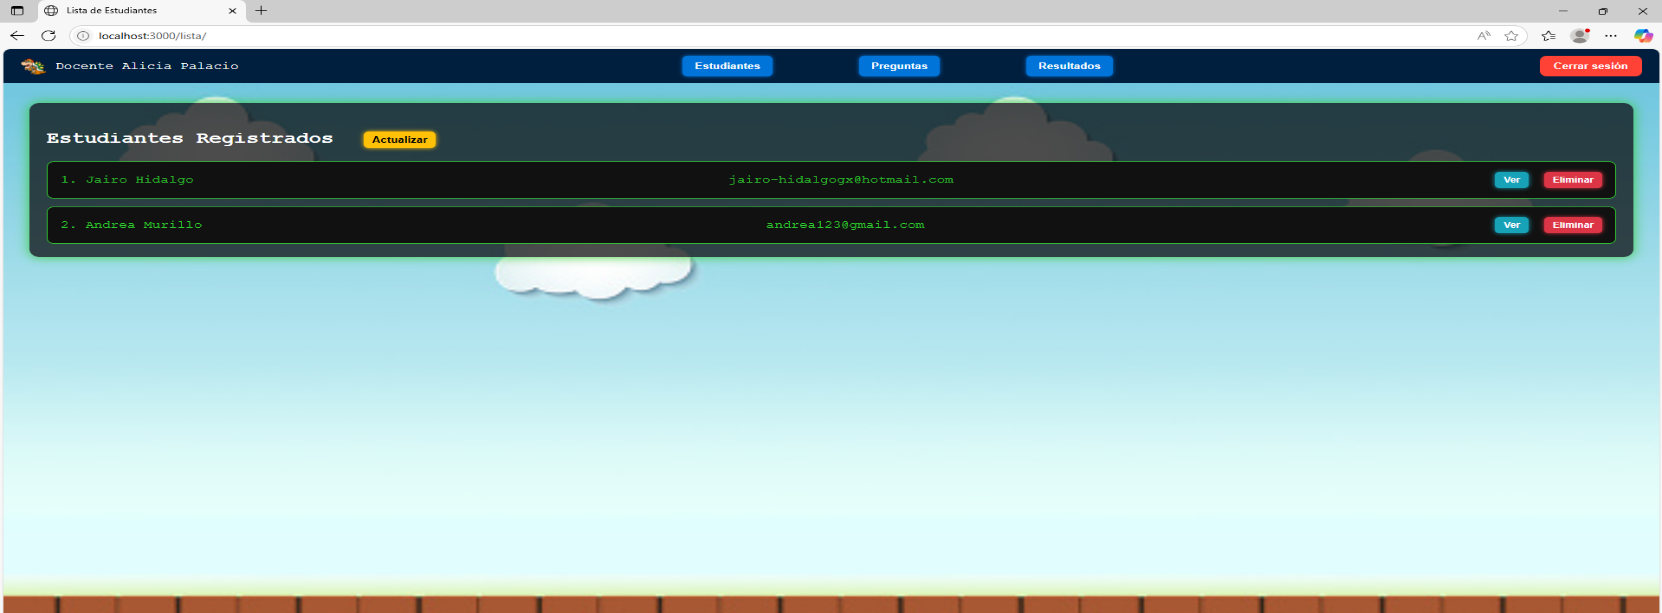 Lista de Estudiantes
localhost:3000/lista/
Docente Alicia Palacio Estudiantes Preguntas Resultados Cerrar sesión
Estudiantes Registrados Actualizar
1. Jairo Hidalgo jairo-hidalgogx@hotmail.com Ver Eliminar
2. Andrea Murillo andrea123@gmail.com Ver Eliminar